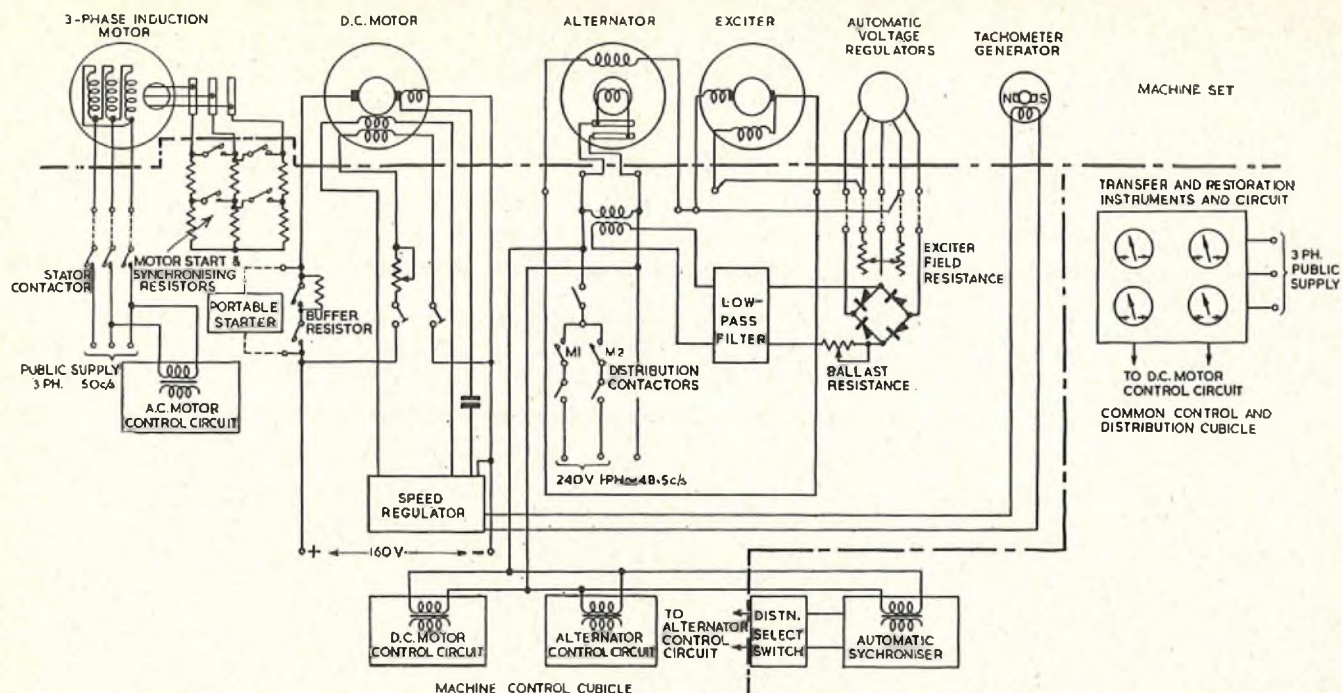 3-PHASE INDUCTION
MOTOR
D.C. MOTOR
ALTERNATOR
EXCITER
AUTOMATIC
VOLTAGE
REGULATORS
TACHOMETER
GENERATOR
N
S
MACHINE SET
STATOR
CONTACTOR
MOTOR START &
SYNCHRONISING
RESISTORS
PORTABLE
STARTER
BUFFER
RESISTOR
PUBLIC SUPPLY
3 PH. 50c/s
A.C. MOTOR
CONTROL CIRCUIT
M1
M2
DISTRIBUTION
CONTACTORS
240V 1PH~48.5c/s
LOW-
PASS
FILTER
EXCITER
FIELD
RESISTANCE
BALLAST
RESISTANCE
TRANSFER AND RESTORATION
INSTRUMENTS AND CIRCUIT
3 PH.
PUBLIC
SUPPLY
TO D.C. MOTOR
CONTROL CIRCUIT
COMMON CONTROL AND
DISTRIBUTION CUBICLE
SPEED
REGULATOR
+ 160V -
D.C. MOTOR
CONTROL CIRCUIT
ALTERNATOR
CONTROL CIRCUIT
TO
ALTERNATOR
CONTROL
CIRCUIT
DISTN.
SELECT
SWITCH
AUTOMATIC
SYCHRONISER
MACHINE CONTROL CUBICLE